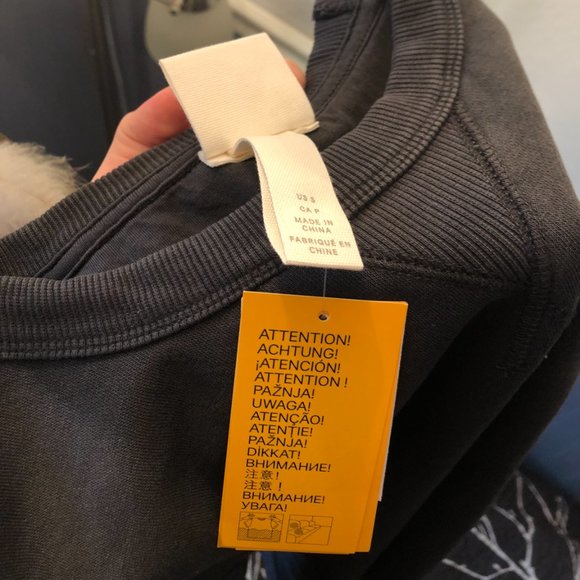 US S
CA P
MADE IN
CHINA
FABRIQUÉ EN
CHINE
ATTENTION!
ACHTUNG!
¡ATENCIÓN!
ATTENTION !
PAŽNJA!
UWAGA!
ATENÇÃO!
ATENŢIE!
PAŽNJA!
DİKKAT!
ВНИМАНИЕ!
注意！
注意 ！
ВНИМАНИЕ!
УВАГА!